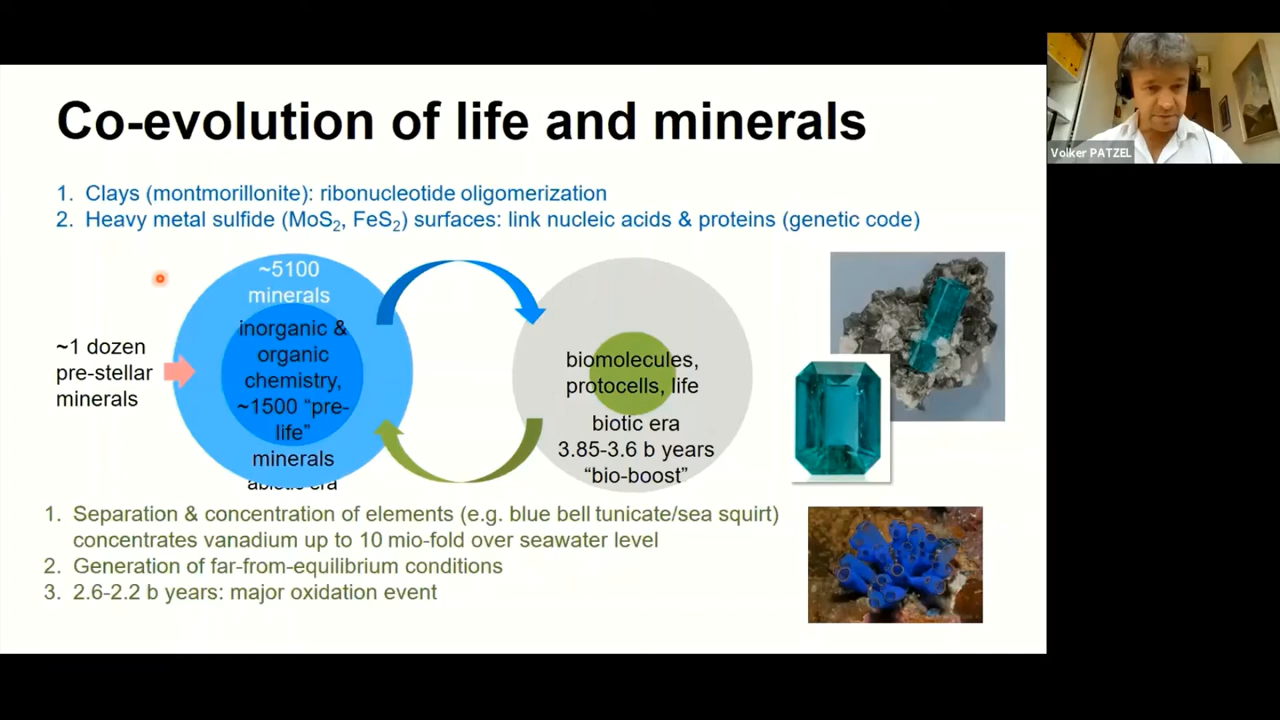 Co-evolution of life and minerals
Volker PATZEL
1. Clays (montmorillonite): ribonucleotide oligomerization
2. Heavy metal sulfide (MoS2, FeS2) surfaces: link nucleic acids & proteins (genetic code)
~5100
minerals
inorganic &
organic
chemistry,
~1500 “pre-
life”
minerals
abiotic era
~1 dozen
pre-stellar
minerals
biomolecules,
protocells, life
biotic era
3.85-3.6 b years
“bio-boost”
1. Separation & concentration of elements (e.g. blue bell tunicate/sea squirt)
concentrates vanadium up to 10 mio-fold over seawater level
2. Generation of far-from-equilibrium conditions
3. 2.6-2.2 b years: major oxidation event